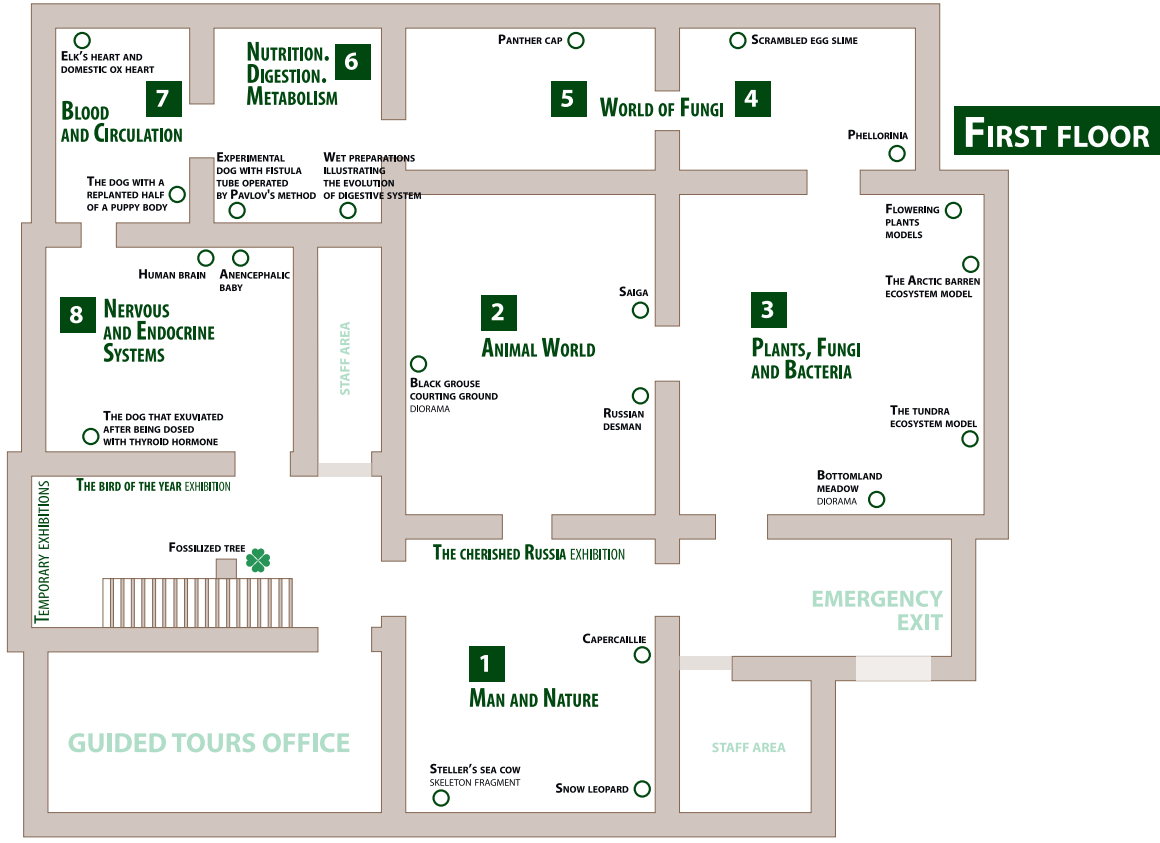 Elk's heart and
domestic ox heart
7
Blood
and Circulation
The dog with a
replanted half
of a puppy body
Nutrition.
Digestion.
Metabolism
6
Experimental
dog with fistula
tube operated
by Pavlov's method
Wet preparations
illustrating
the evolution
of digestive system
Panther cap
5
World of Fungi
4
Scrambled egg slime
Phellorinia
First floor
Human brain
Anencephalic
baby
8
Nervous
and Endocrine
Systems
The dog that exuviated
after being dosed
with thyroid hormone
Staff area
2
Animal World
Saiga
Black grouse
courting ground
diorama
Russian
desman
3
Plants, Fungi
and Bacteria
Flowering
plants
models
The Arctic barren
ecosystem model
The tundra
ecosystem model
Bottomland
meadow
diorama
Temporary exhibitions
The bird of the year exhibition
Fossilized tree
The cherished Russia exhibition
EMERGENCY
EXIT
1
Man and Nature
Capercaillie
Steller's sea cow
skeleton fragment
Snow leopard
GUIDED TOURS OFFICE
STAFF AREA